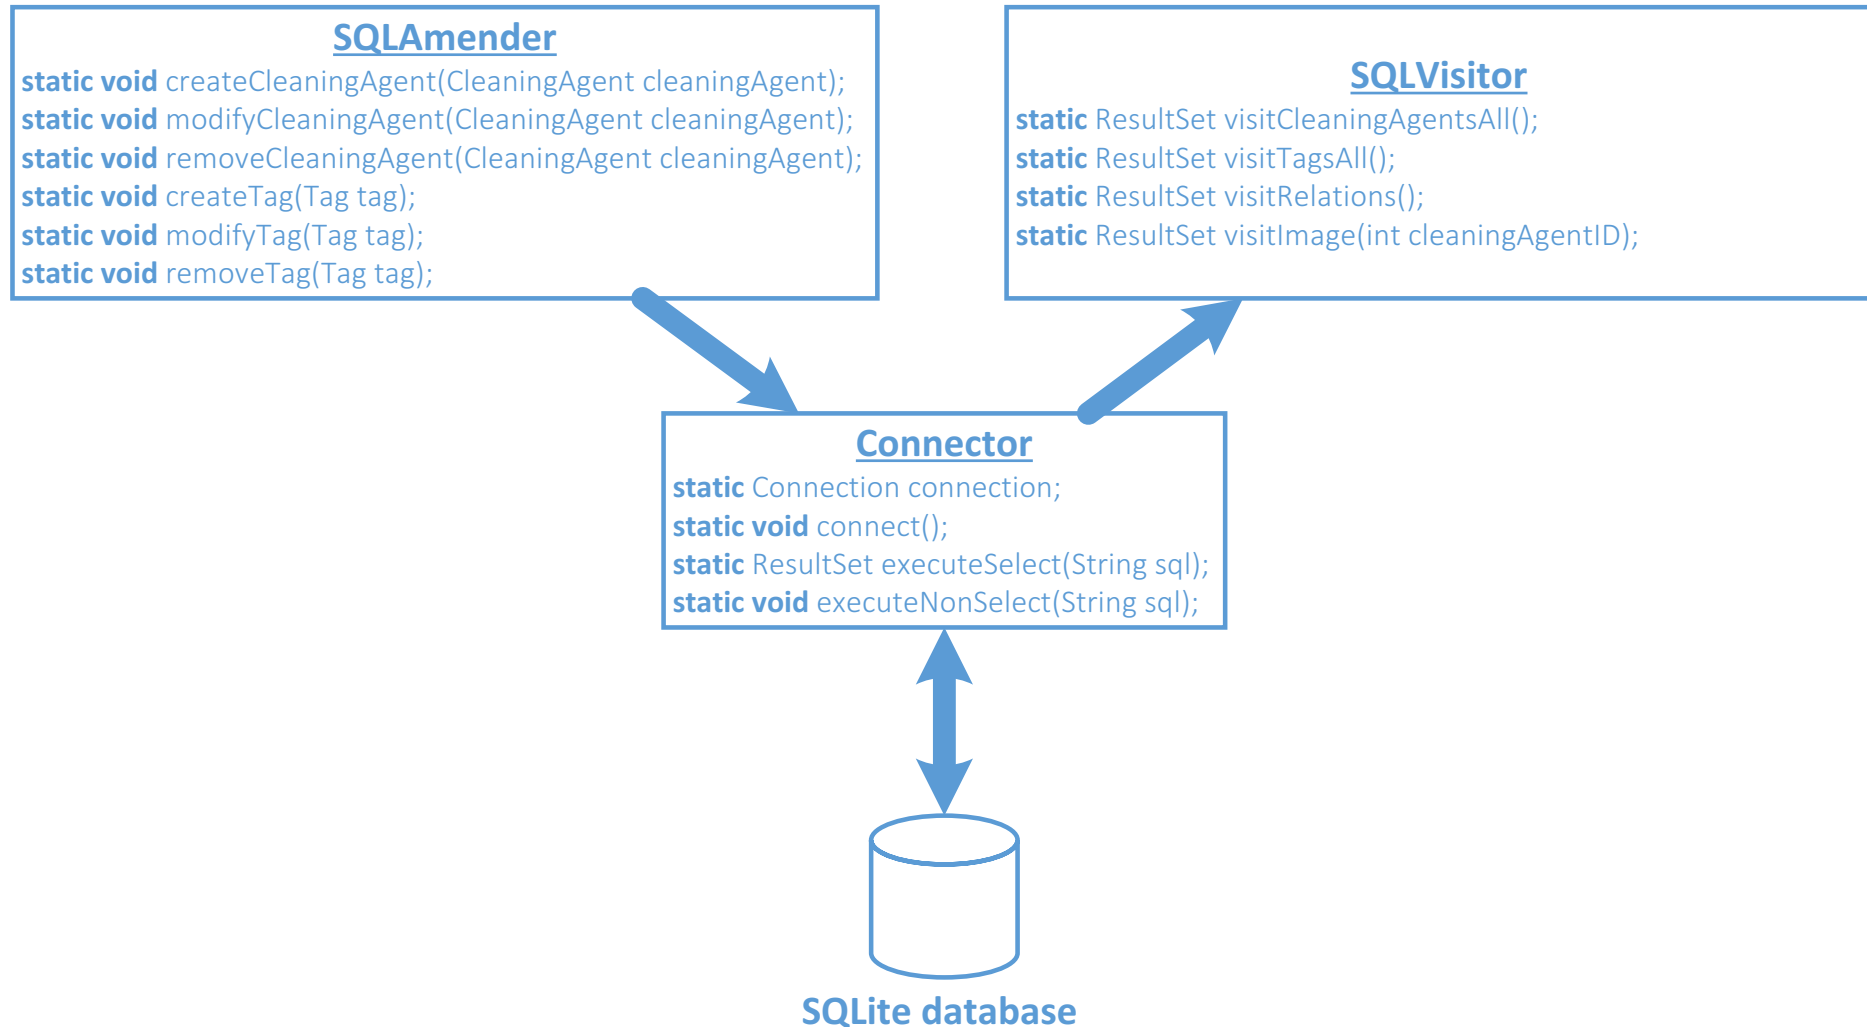 SQLAmender
static void createCleaningAgent(CleaningAgent cleaningAgent);
static void modifyCleaningAgent(CleaningAgent cleaningAgent);
static void removeCleaningAgent(CleaningAgent cleaningAgent);
static void createTag(Tag tag);
static void modifyTag(Tag tag);
static void removeTag(Tag tag);
SQLVisitor
static ResultSet visitCleaningAgentsAll();
static ResultSet visitTagsAll();
static ResultSet visitRelations();
static ResultSet visitImage(int cleaningAgentID);
Connector
static Connection connection;
static void connect();
static ResultSet executeSelect(String sql);
static void executeNonSelect(String sql);
SQLite database